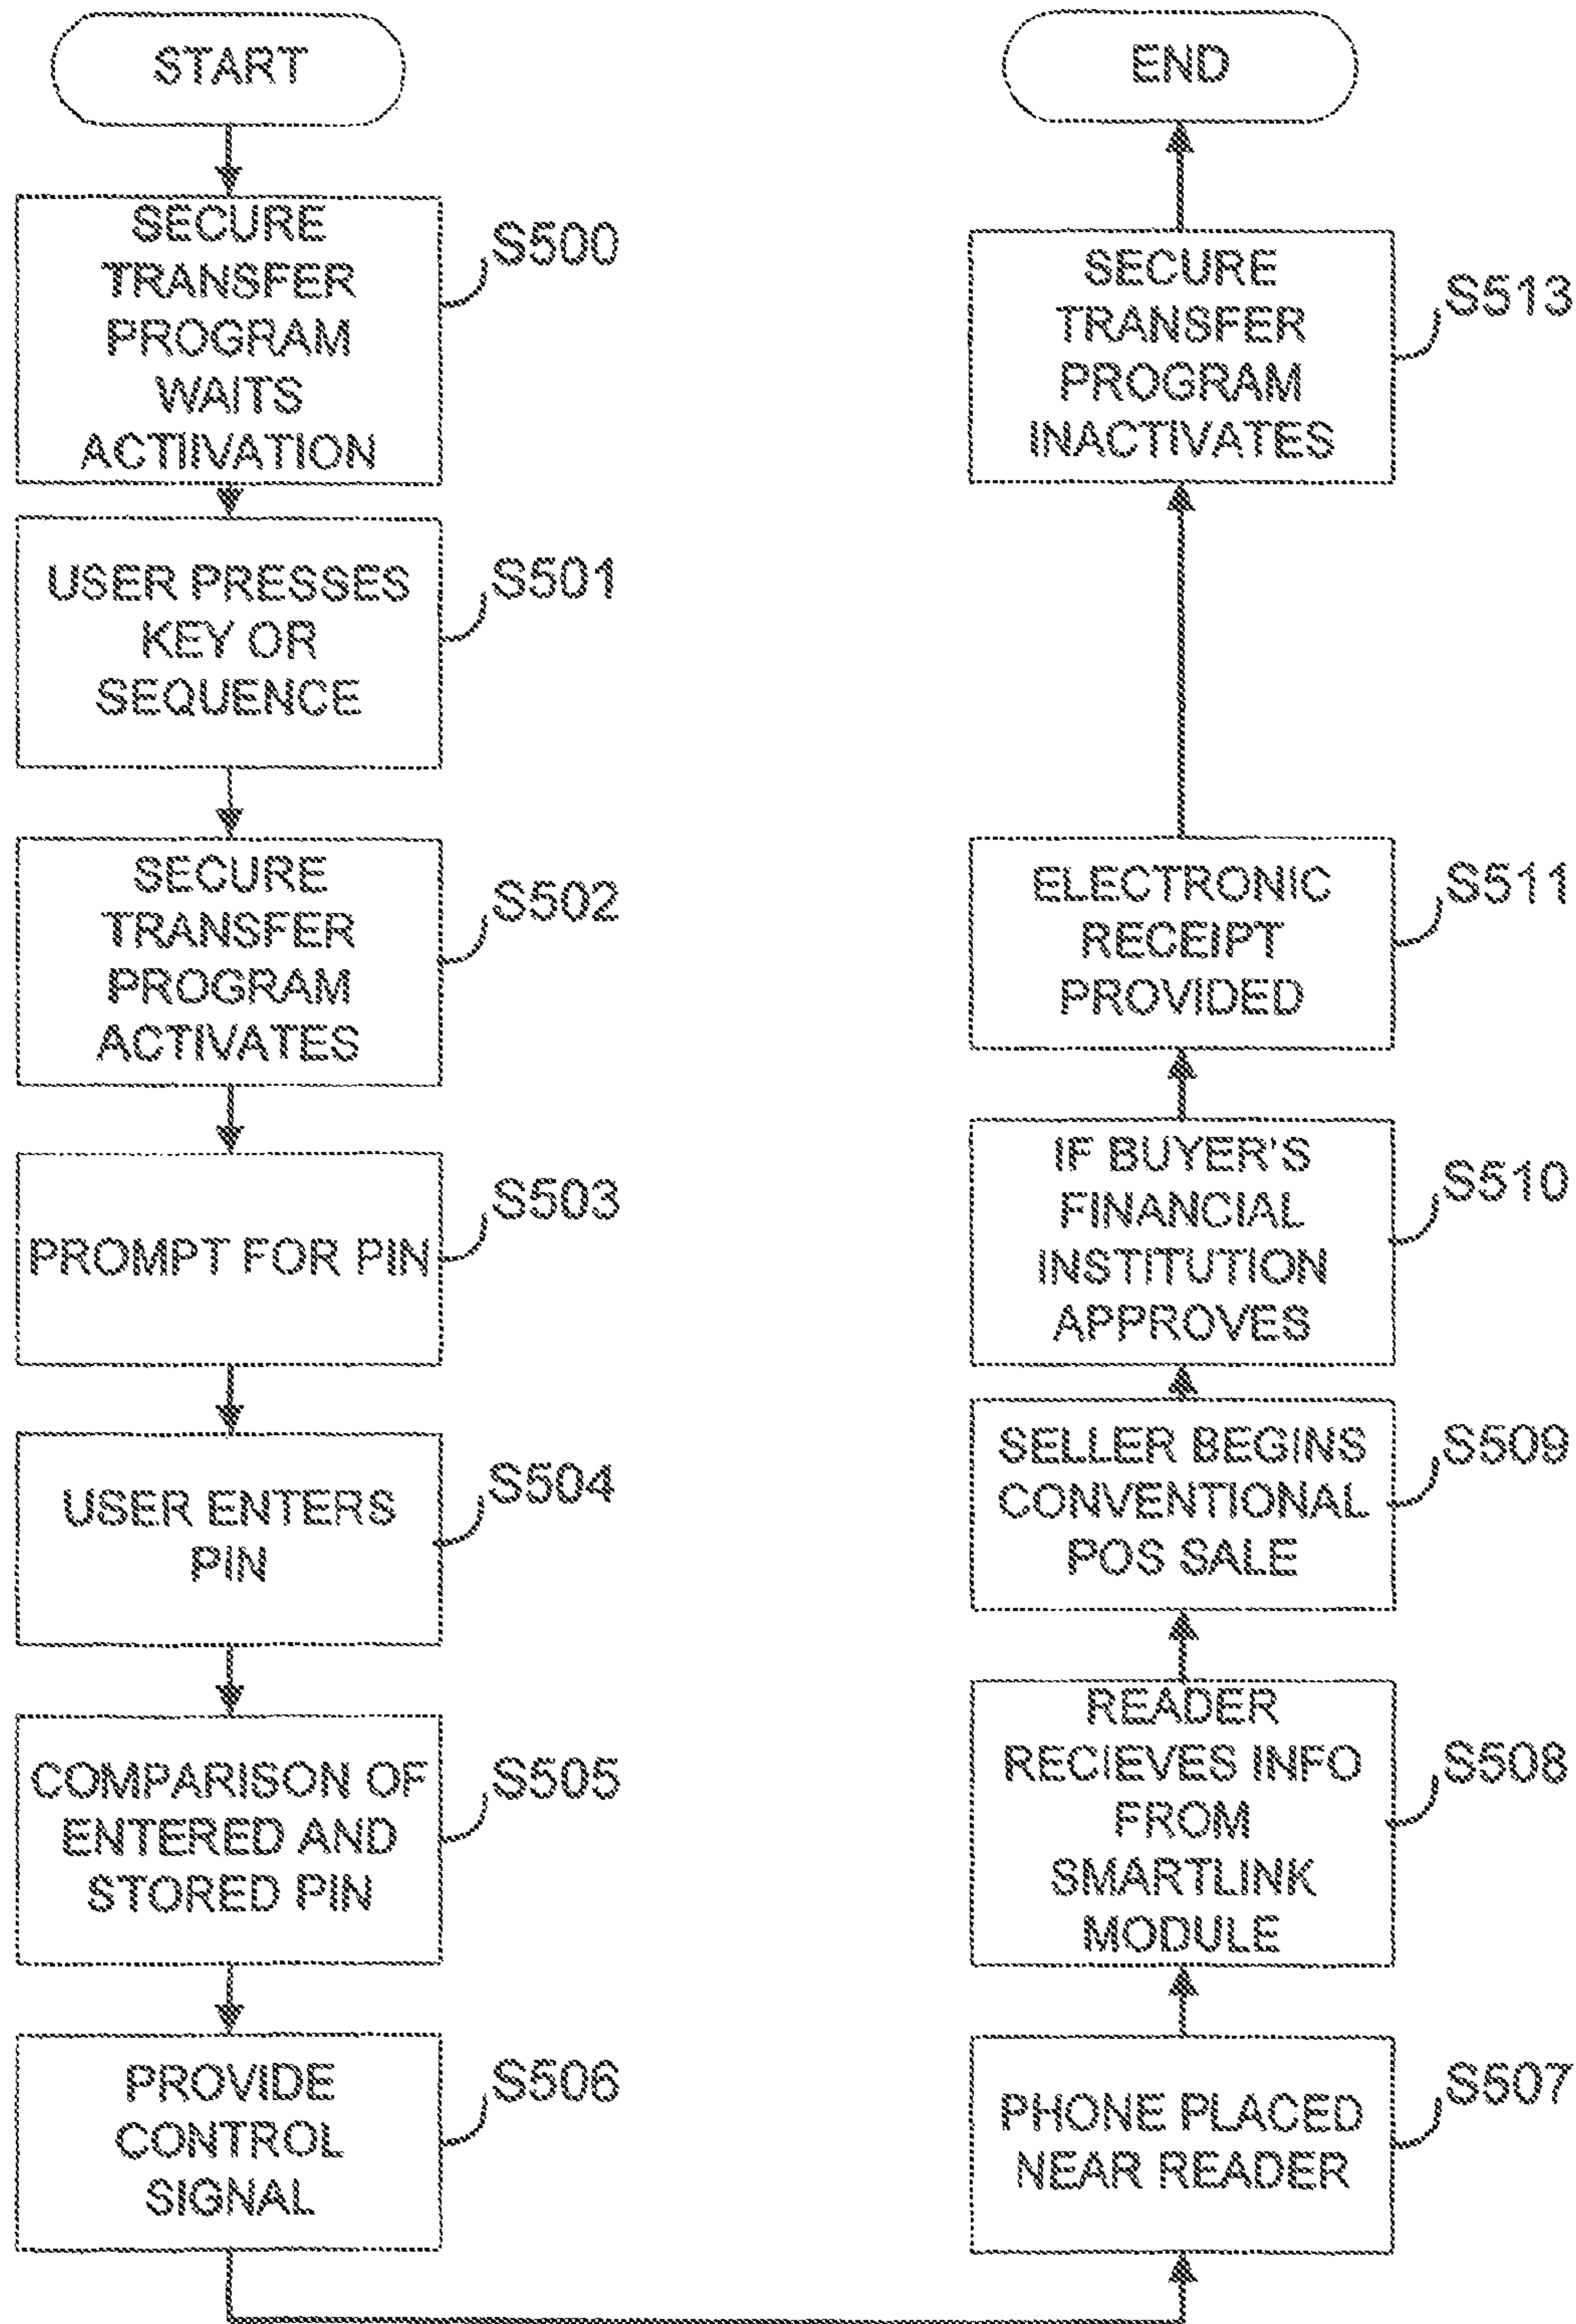 START
SECURE
TRANSFER
PROGRAM
WAITS
ACTIIVATION
S500
USER PRESSES
KEY OR
SEQUENCE
S501
SECURE
TRANSFER
PROGRAM
ACTIVATES
S502
PROMPT FOR PIN
S503
USER ENTERS
PIN
S504
COMPARISON OF
ENTERED AND
STORED PIN
S505
PROVIDE
CONTROL
SIGNAL
S506
PHONE PLACED
NEAR READER
S507
READER
RECIEVES INFO
FROM
SMARTLINK
MODULE
S508
SELLER BEGINS
CONVENTIONAL
POS SALE
S509
IF BUYER'S
FINANCIAL
INSTITUTION
APPROVES
S510
ELECTRONIC
RECEIPT
PROVIDED
S511
SECURE
TRANSFER
PROGRAM
INACTIVATES
S513
END